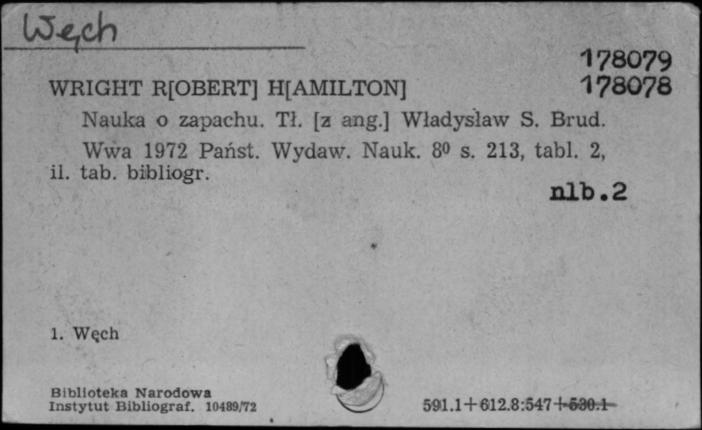 Węch
178079
WRIGHT R[OBERT] H[AMILTON] 178078
Nauka o zapachu. Tł. [z ang.] Władysław S. Brud.
Wwa 1972 Państ. Wydaw. Nauk. 8⁰ s. 213, tabl. 2,
il. tab. bibliogr.
nlb.2
1. Węch
Biblioteka Narodowa
Instytut Bibliograf. 10489/72
591.1+612.8:547+530.1